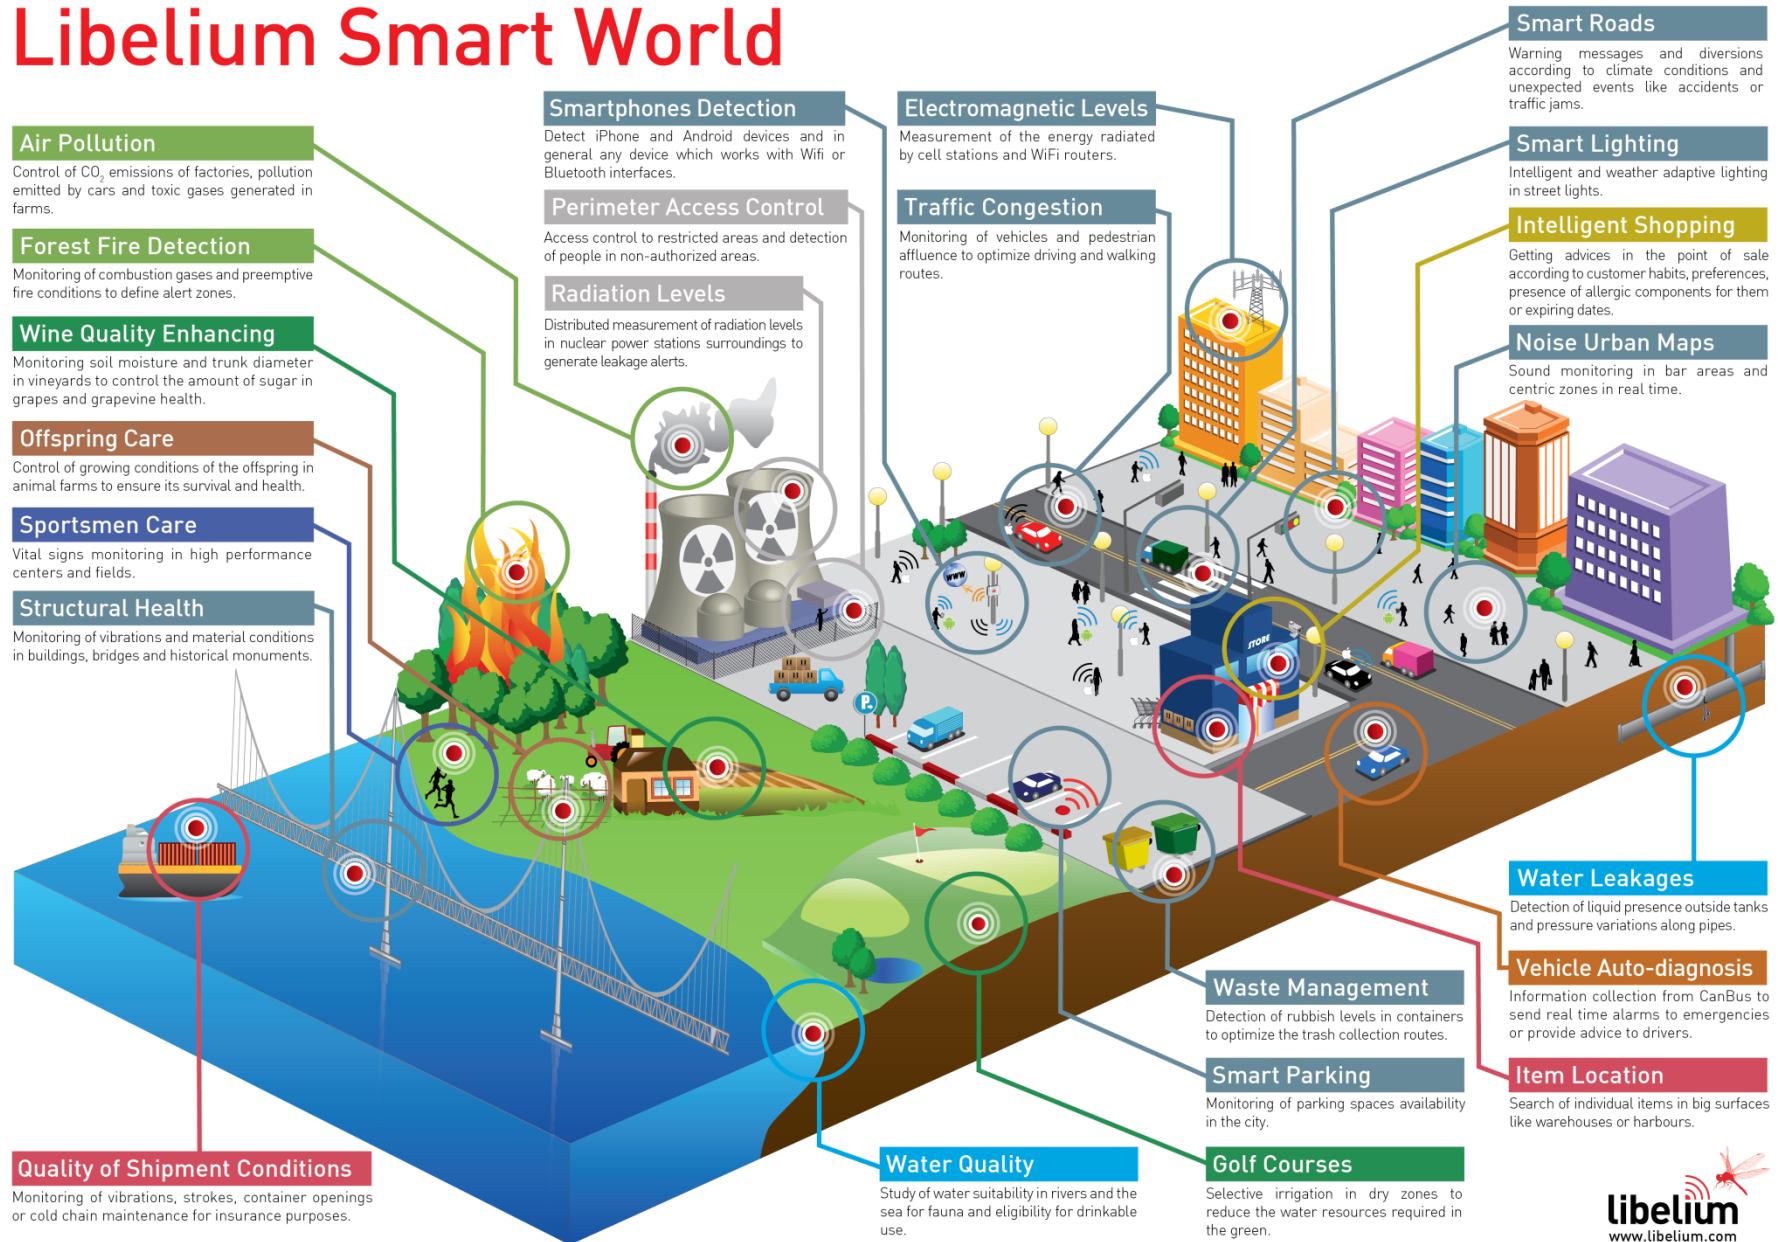 Libelium Smart World
Air Pollution
Control of CO2 emissions of factories, pollution
emitted by cars and toxic gases generated in
farms.
Forest Fire Detection
Monitoring of combustion gases and preemptive
fire conditions to define alert zones.
Wine Quality Enhancing
Monitoring soil moisture and trunk diameter
in vineyards to control the amount of sugar in
grapes and grapevine health.
Offspring Care
Control of growing conditions of the offspring in
animal farms to ensure its survival and health.
Sportsmen Care
Vital signs monitoring in high performance
centers and fields.
Structural Health
Monitoring of vibrations and material conditions
in buildings, bridges and historical monuments.
Quality of Shipment Conditions
Monitoring of vibrations, strokes, container openings
or cold chain maintenance for insurance purposes.
Smartphones Detection
Detect iPhone and Android devices and in
general any device which works with Wifi or
Bluetooth interfaces.
Perimeter Access Control
Access control to restricted areas and detection
of people in non-authorized areas.
Radiation Levels
Distributed measurement of radiation levels
in nuclear power stations surroundings to
generate leakage alerts.
Electromagnetic Levels
Measurement of the energy radiated
by cell stations and WiFi routers.
Traffic Congestion
Monitoring of vehicles and pedestrian
affluence to optimize driving and walking
routes.
Smart Roads
Warning messages and diversions
according to climate conditions and
unexpected events like accidents or
traffic jams.
Smart Lighting
Intelligent and weather adaptive lighting
in street lights.
Intelligent Shopping
Getting advices in the point of sale
according to customer habits, preferences,
presence of allergic components for them
or expiring dates.
Noise Urban Maps
Sound monitoring in bar areas and
centric zones in real time.
www
STORE
P
Water Leakages
Detection of liquid presence outside tanks
and pressure variations along pipes.
Vehicle Auto-diagnosis
Information collection from CanBus to
send real time alarms to emergencies
or provide advice to drivers.
Item Location
Search of individual items in big surfaces
like warehouses or harbours.
Waste Management
Detection of rubbish levels in containers
to optimize the trash collection routes.
Smart Parking
Monitoring of parking spaces availability
in the city.
Golf Courses
Selective irrigation in dry zones to
reduce the water resources required in
the green.
Water Quality
Study of water suitability in rivers and the
sea for fauna and eligibility for drinkable
use.
libelium
www.libelium.com